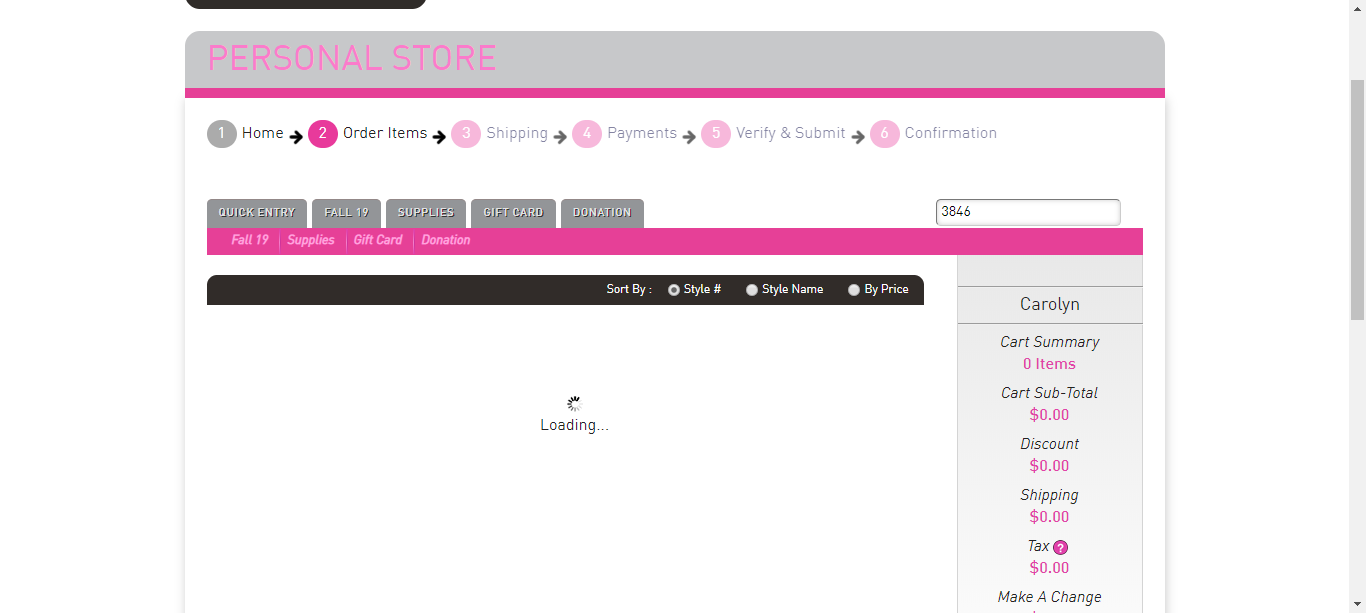 PERSONAL STORE
1 Home 2 Order Items 3 Shipping 4 Payments 5 Verify & Submit 6 Confirmation
QUICK ENTRY FALL 19 SUPPLIES GIFT CARD DONATION 3846
Fall 19 Supplies Gift Card Donation
Sort By : Style # Style Name By Price
Carolyn
Cart Summary
0 Items
Cart Sub-Total
$0.00
Discount
$0.00
Loading...
Shipping
$0.00
Tax ?
$0.00
Make A Change